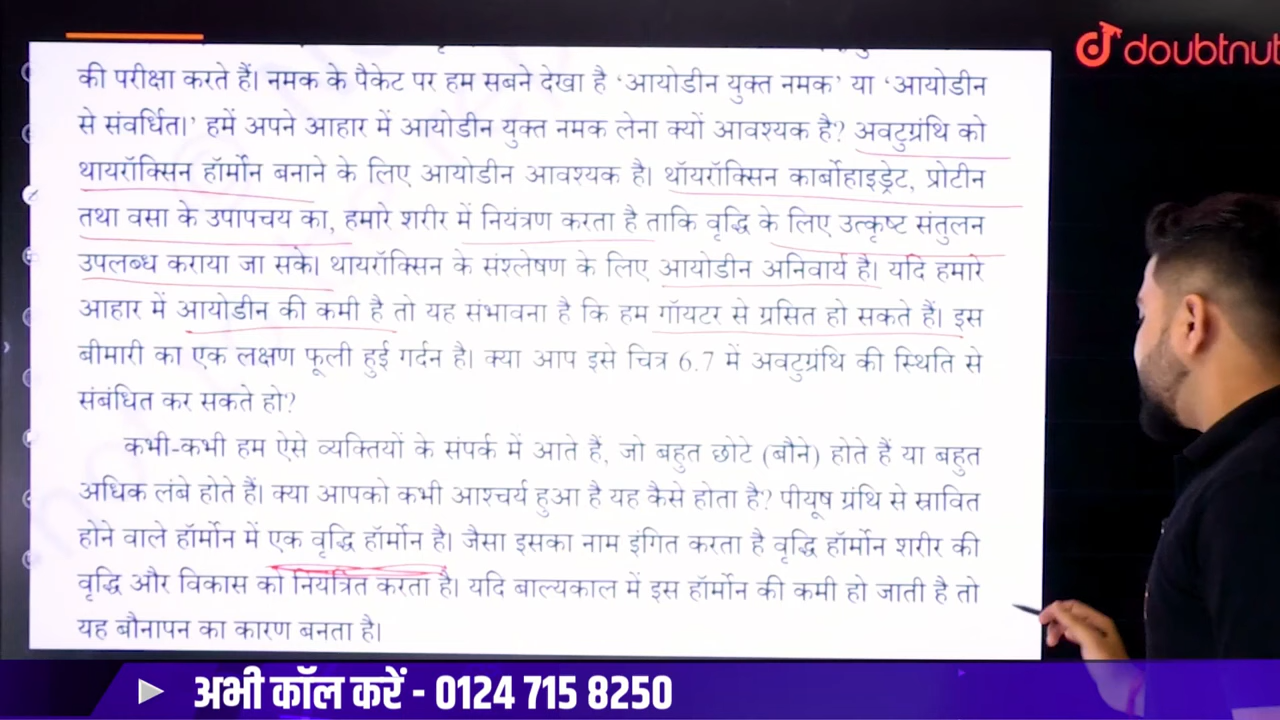 doubtnut
की परीक्षा करते हैं। नमक के पैकेट पर हम सबने देखा है ‘आयोडीन युक्त नमक’ या ‘आयोडीन
से संवर्धित।’ हमें अपने आहार में आयोडीन युक्त नमक लेना क्यों आवश्यक है? अवटुग्रंथि को
थायरॉक्सिन हॉर्मोन बनाने के लिए आयोडीन आवश्यक है। थॉयरॉक्सिन कार्बोहाइड्रेट, प्रोटीन
तथा वसा के उपापचय का, हमारे शरीर में नियंत्रण करता है ताकि वृद्धि के लिए उत्कृष्ट संतुलन
उपलब्ध कराया जा सके। थायरॉक्सिन के संश्लेषण के लिए आयोडीन अनिवार्य है। यदि हमारे
आहार में आयोडीन की कमी है तो यह संभावना है कि हम गॉयटर से ग्रसित हो सकते हैं। इस
बीमारी का एक लक्षण फूली हुई गर्दन है। क्या आप इसे चित्र 6.7 में अवटुग्रंथि की स्थिति से
संबंधित कर सकते हो?
कभी-कभी हम ऐसे व्यक्तियों के संपर्क में आते हैं, जो बहुत छोटे (बौने) होते हैं या बहुत
अधिक लंबे होते हैं। क्या आपको कभी आश्चर्य हुआ है यह कैसे होता है? पीयूष ग्रंथि से स्रावित
होने वाले हॉर्मोन में एक वृद्धि हॉर्मोन है। जैसा इसका नाम इंगित करता है वृद्धि हॉर्मोन शरीर की
वृद्धि और विकास को नियंत्रित करता है। यदि बाल्यकाल में इस हॉर्मोन की कमी हो जाती है तो
यह बौनापन का कारण बनता है।
अभी कॉल करें - 0124 715 8250